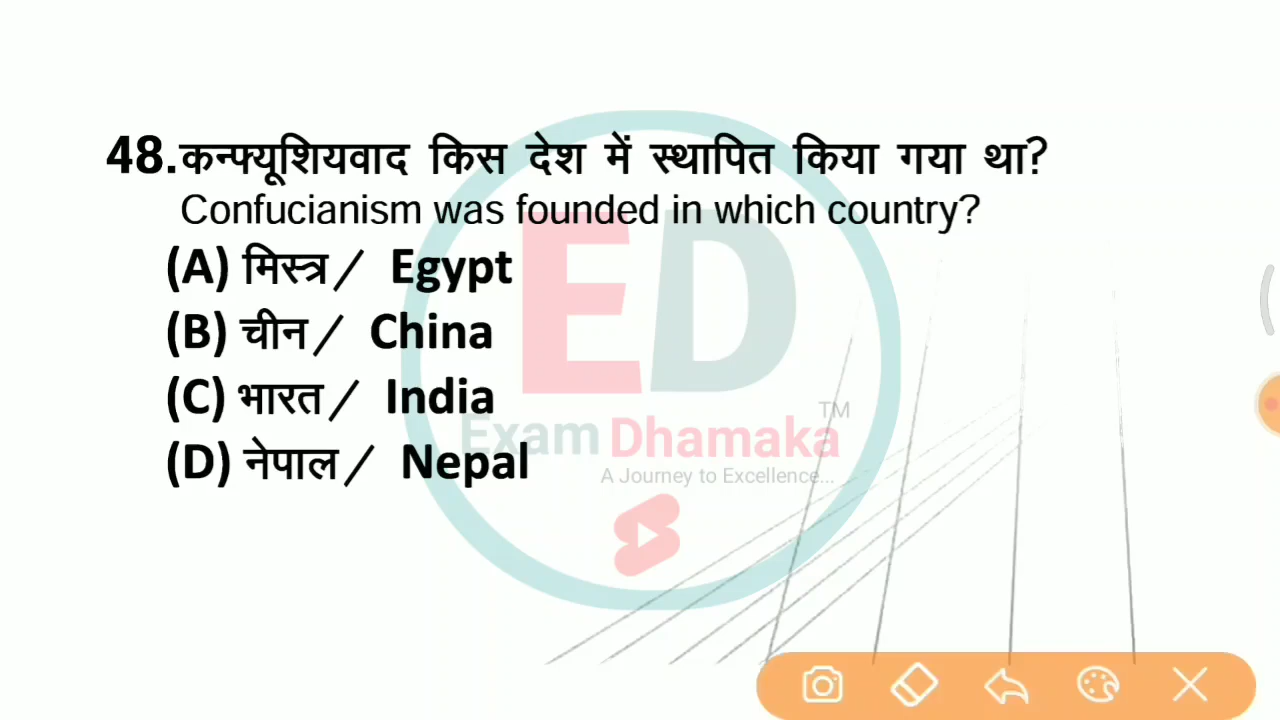 48.कन्फ्यूशियवाद किस देश में स्थापित किया गया था?
Confucianism was founded in which country?
(A) मिस्त्र/ Egypt
(B) चीन/ China
(C) भारत/ India
(D) नेपाल/ Nepal
ED
Exam Dhamaka TM
A Journey to Excellence...